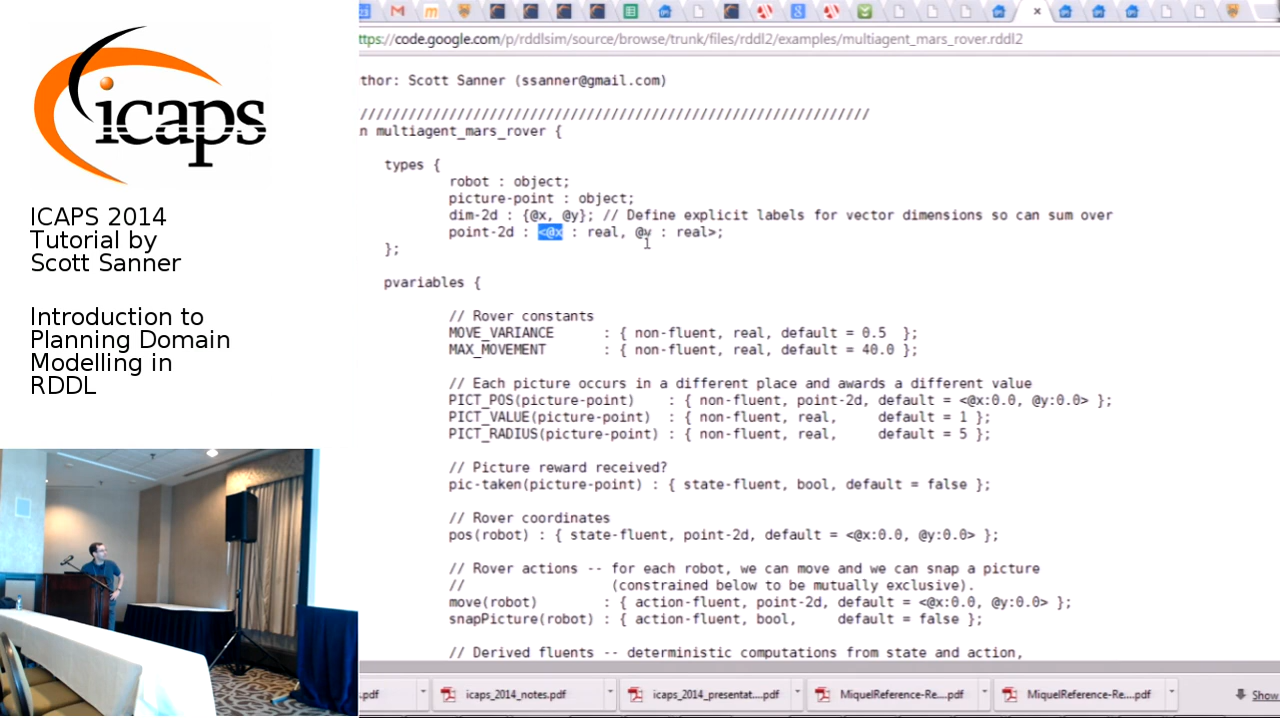 icaps
ICAPS 2014
Tutorial by
Scott Sanner
Introduction to
Planning Domain
Modelling in
RDDL
ttps://code.google.com/p/rddlsim/source/browse/trunk/files/rddl2/examples/multiagent_mars_rover.rddl2
thor: Scott Sanner (ssanner@gmail.com)
///////////////////////////////////////////////////////////////
n multiagent_mars_rover {
types {
robot : object;
picture-point : object;
dim-2d : {@x, @y}; // Define explicit labels for vector dimensions so can sum over
point-2d : <@x : real, @y : real>;
};
pvariables {
// Rover constants
MOVE_VARIANCE : { non-fluent, real, default = 0.5 };
MAX_MOVEMENT : { non-fluent, real, default = 40.0 };
// Each picture occurs in a different place and awards a different value
PICT_POS(picture-point) : { non-fluent, point-2d, default = <@x:0.0, @y:0.0> };
PICT_VALUE(picture-point) : { non-fluent, real, default = 1 };
PICT_RADIUS(picture-point) : { non-fluent, real, default = 5 };
// Picture reward received?
pic-taken(picture-point) : { state-fluent, bool, default = false };
// Rover coordinates
pos(robot) : { state-fluent, point-2d, default = <@x:0.0, @y:0.0> };
// Rover actions -- for each robot, we can move and we can snap a picture
// (constrained below to be mutually exclusive).
move(robot) : { action-fluent, point-2d, default = <@x:0.0, @y:0.0> };
snapPicture(robot) : { action-fluent, bool, default = false };
// Derived fluents -- deterministic computations from state and action,
.pdf
icaps_2014_notes.pdf
icaps_2014_presentat....pdf
MiquelReference-Re....pdf
MiquelReference-Re....pdf
Show